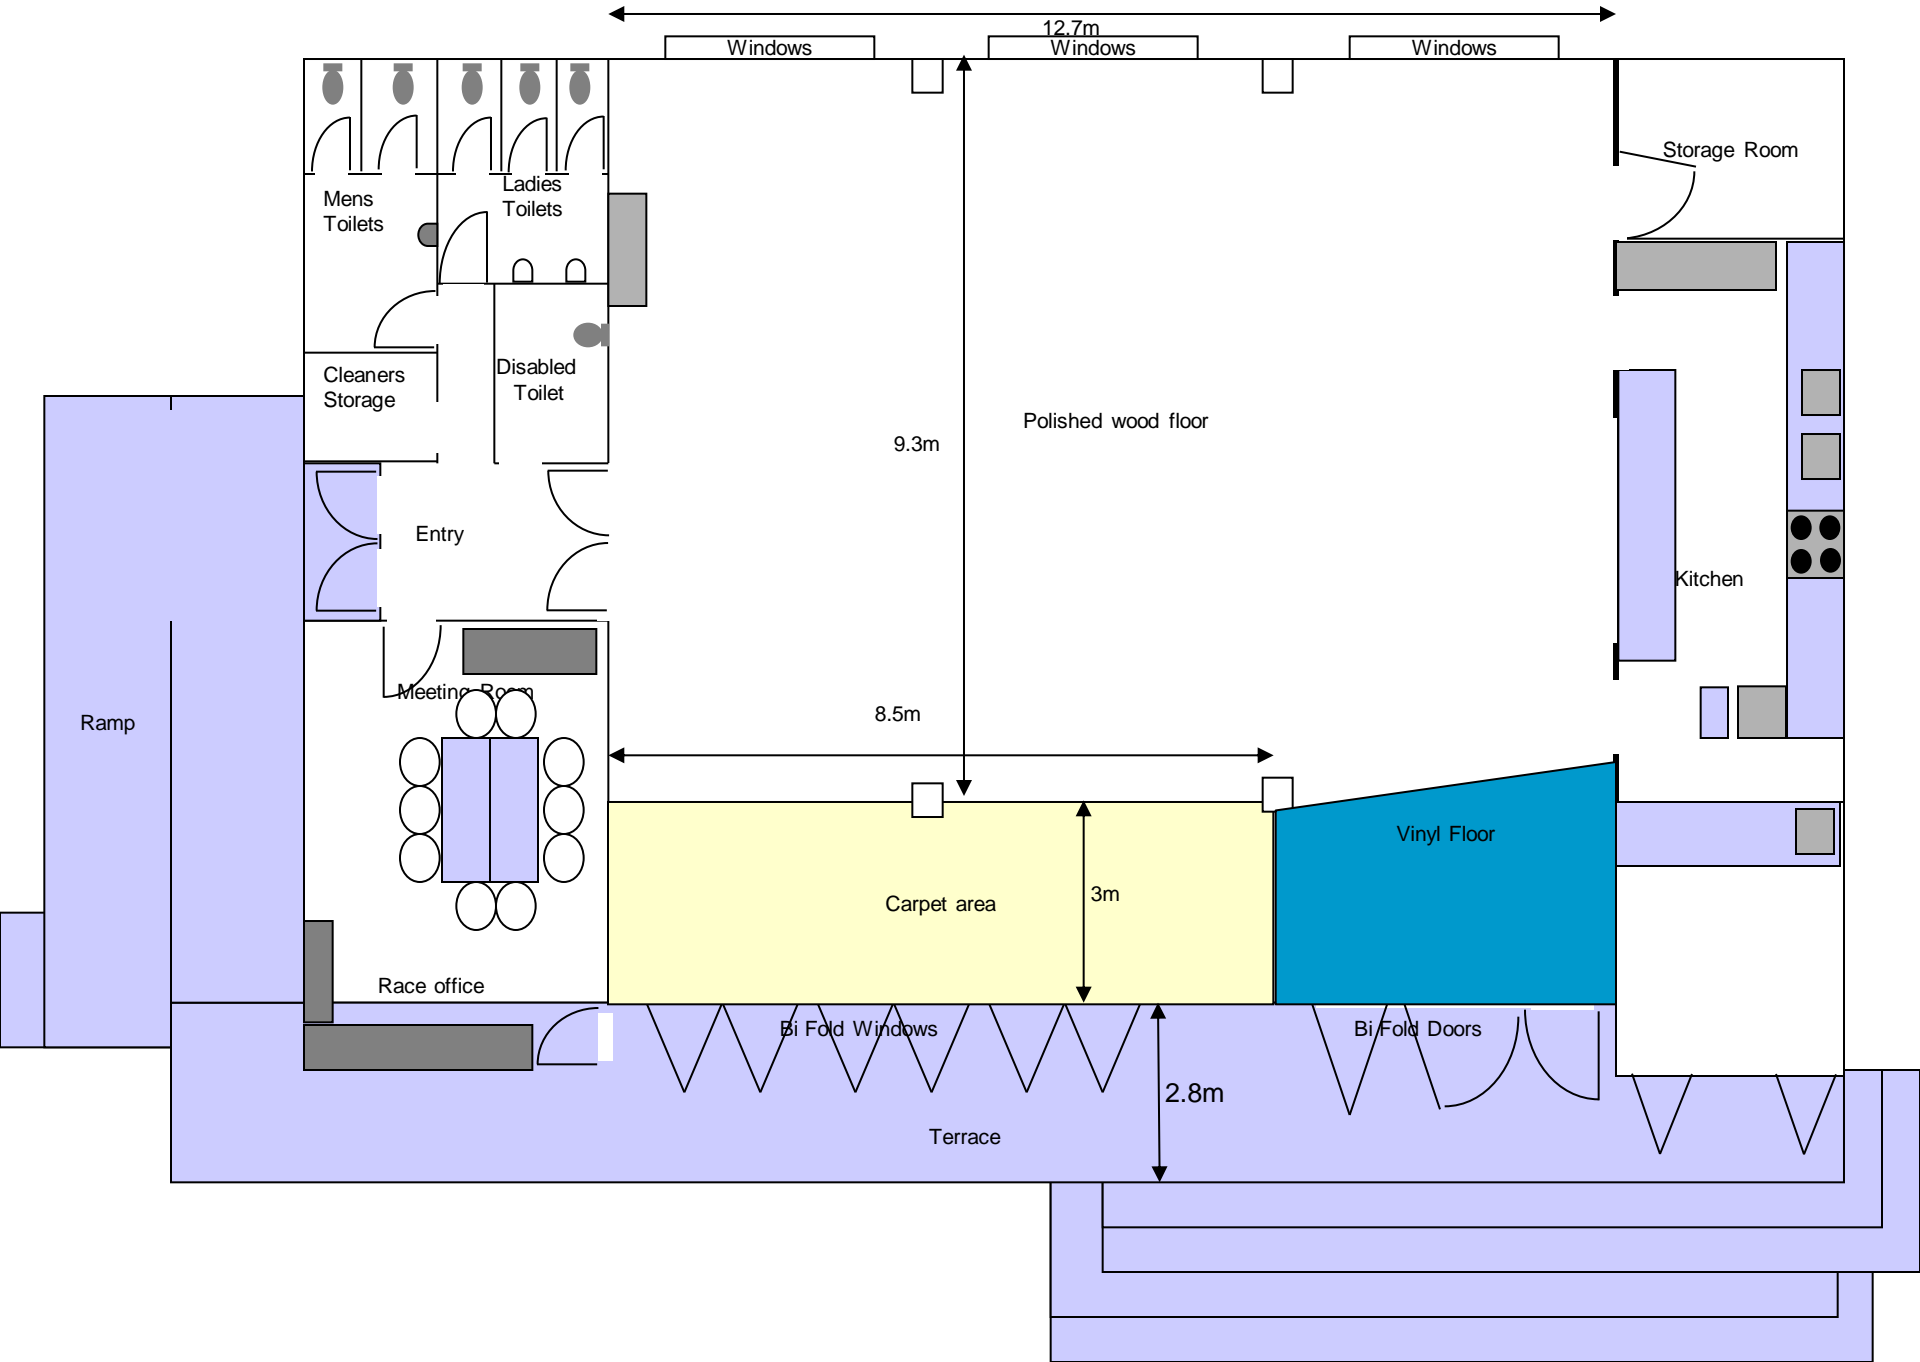 12.7m
Windows
Windows
Windows
Storage Room
Ladies
Toilets
Mens
Toilets
Cleaners
Storage
Disabled
Toilet
Polished wood floor
9.3m
Entry
Kitchen
Meeting Room
8.5m
Ramp
Vinyl Floor
3m
Carpet area
Race office
Bi Fold Windows
Bi Fold Doors
2.8m
Terrace